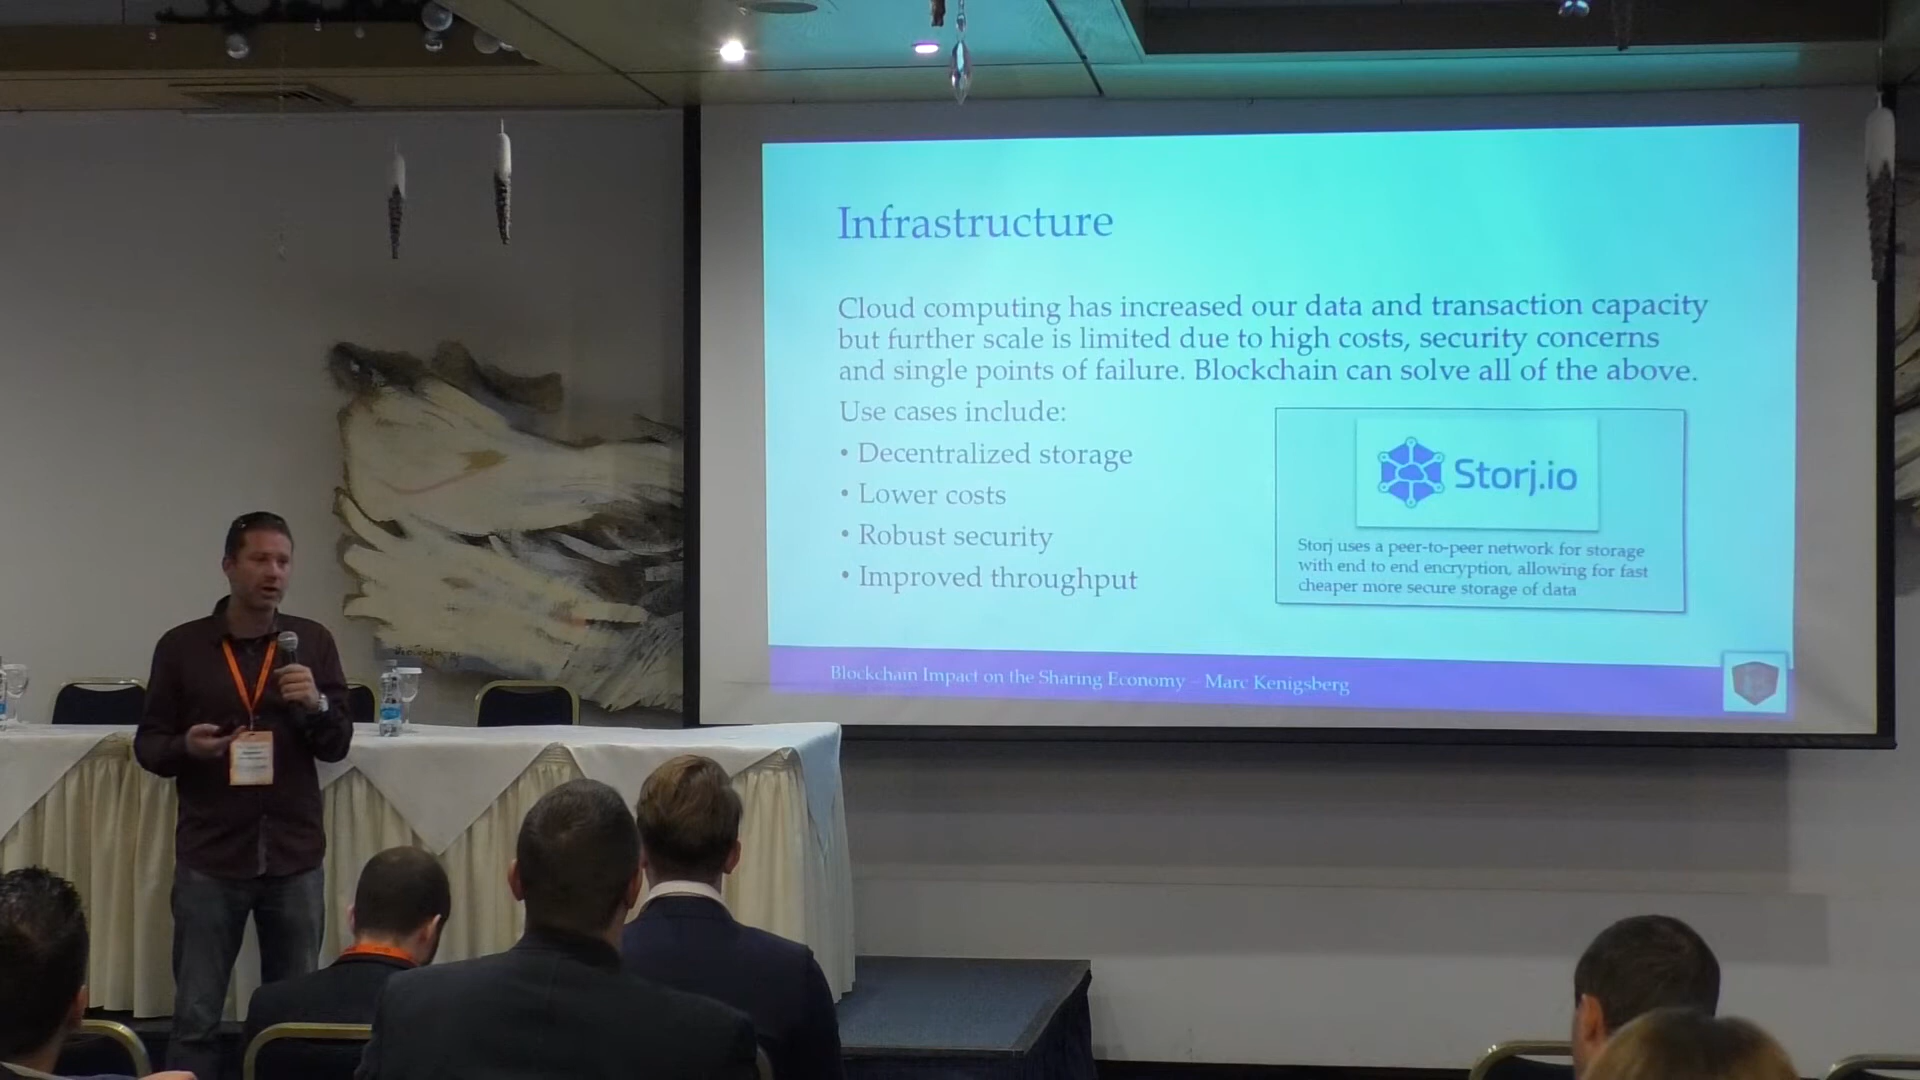 Infrastructure
Cloud computing has increased our data and transaction capacity
but further scale is limited due to high costs, security concerns
and single points of failure. Blockchain can solve all of the above.
Use cases include:
• Decentralized storage
• Lower costs
• Robust security
• Improved throughput
Storj.io
Storj uses a peer-to-peer network for storage
with end to end encryption, allowing for fast
cheaper more secure storage of data
Blockchain Impact on the Sharing Economy – Marc Kenigsberg